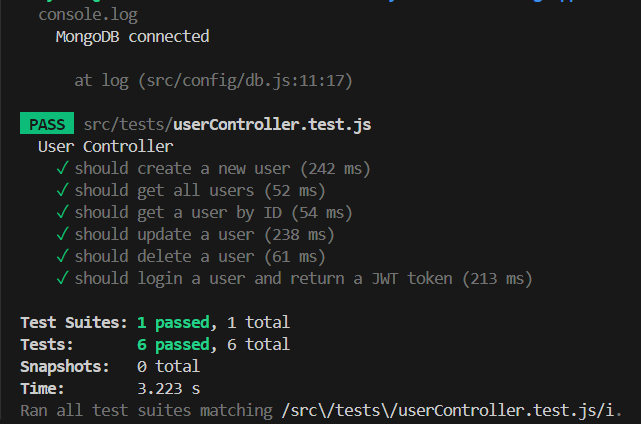 console.log
MongoDB connected
at log (src/config/db.js:11:17)
PASS src/tests/userController.test.js
User Controller
✓ should create a new user (242 ms)
✓ should get all users (52 ms)
✓ should get a user by ID (54 ms)
✓ should update a user (238 ms)
✓ should delete a user (61 ms)
✓ should login a user and return a JWT token (213 ms)
Test Suites: 1 passed, 1 total
Tests: 6 passed, 6 total
Snapshots: 0 total
Time: 3.223 s
Ran all test suites matching /src\/tests\/userController.test.js/i.